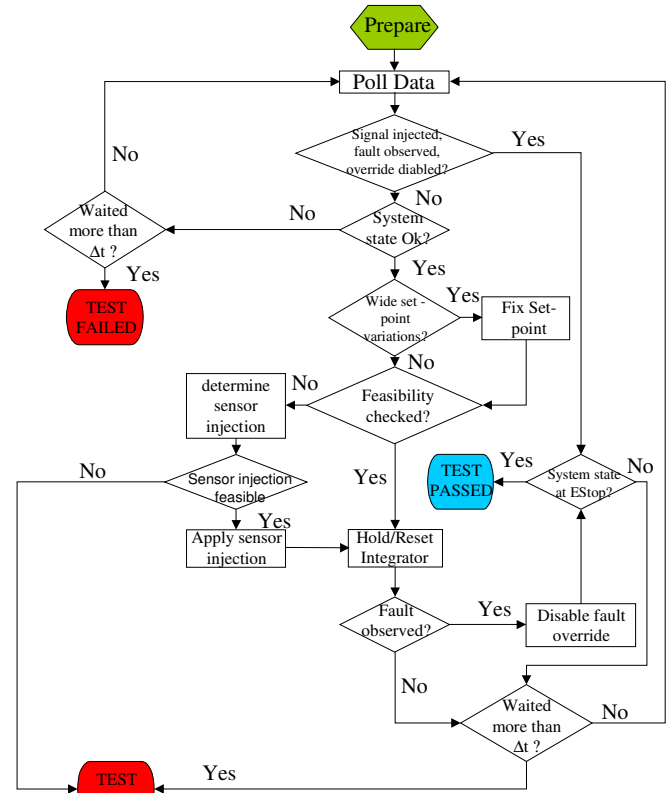 Prepare
Poll Data
Signal injected,
fault observed,
override diabled?
Yes
No
No
System
state Ok?
No
Waited
more than
Δt ?
Yes
Yes
TEST
FAILED
Wide set -
point
variations?
Yes
Fix Set-
point
No
determine
sensor
injection
No
Feasibility
checked?
Yes
No
Sensor injection
feasible
TEST
PASSED
Yes
System state
at EStop?
No
Apply sensor
injection
Yes
Hold/Reset
Integrator
Fault
observed?
Yes
Disable fault
override
No
Waited
more than
Δt ?
No
Yes
TEST